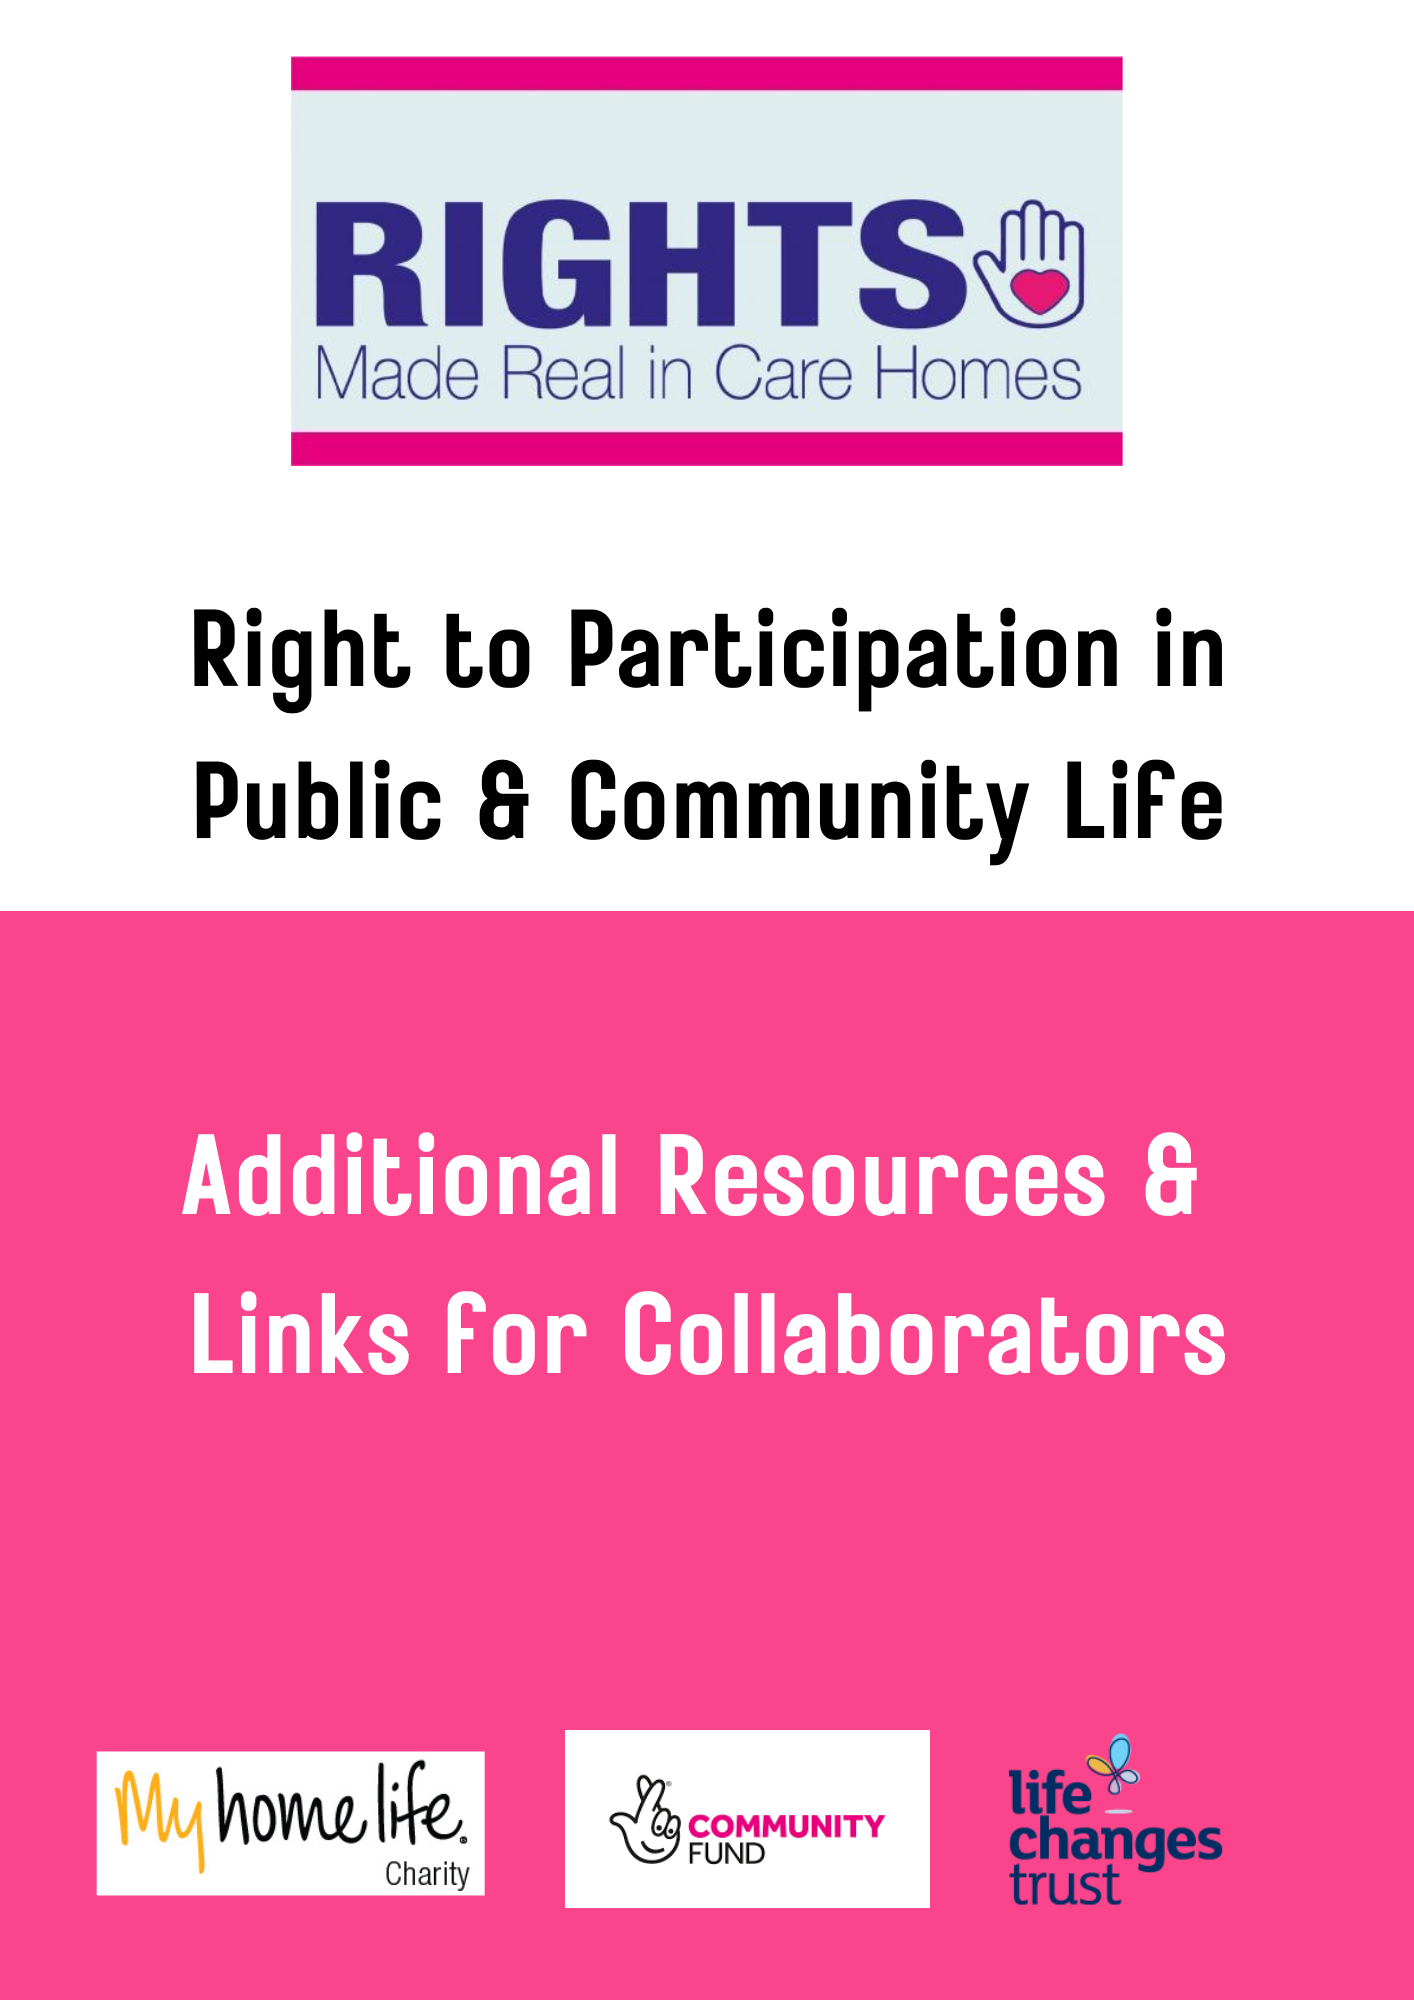 RIGHTS
Made Real in Care Homes
Right to Participation in
Public & Community Life
Additional Resources &
Links for Collaborators
My home life
Charity
COMMUNITY
FUND
life
changes
trust